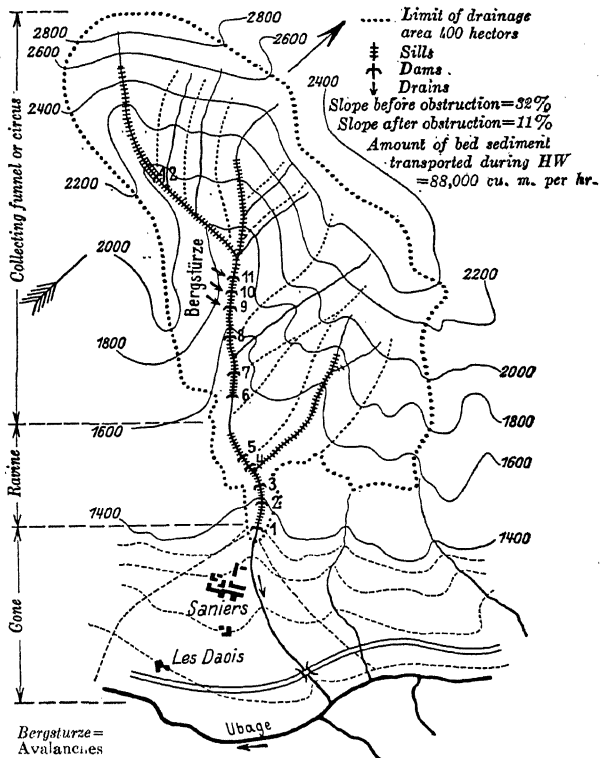 Limit of drainage
area 400 hectors
Sills
Dams.
Drains
Slope before obstruction=32%
Slope after obstruction=11%
Amount of bed sediment
transported during HW
=88,000 cu. m. per hr.
2800
2800
2600
2600
2400
2400
2200
2200
2000
2000
1800
1800
1600
1600
1400
1400
Collecting funnel or circus
Ravine
Cone
Bergstürze
12
11
10
9
8
7
6
5
4
3
2
1
Saniers
Les Daois
Ubage
Bergsturze=
Avalanches